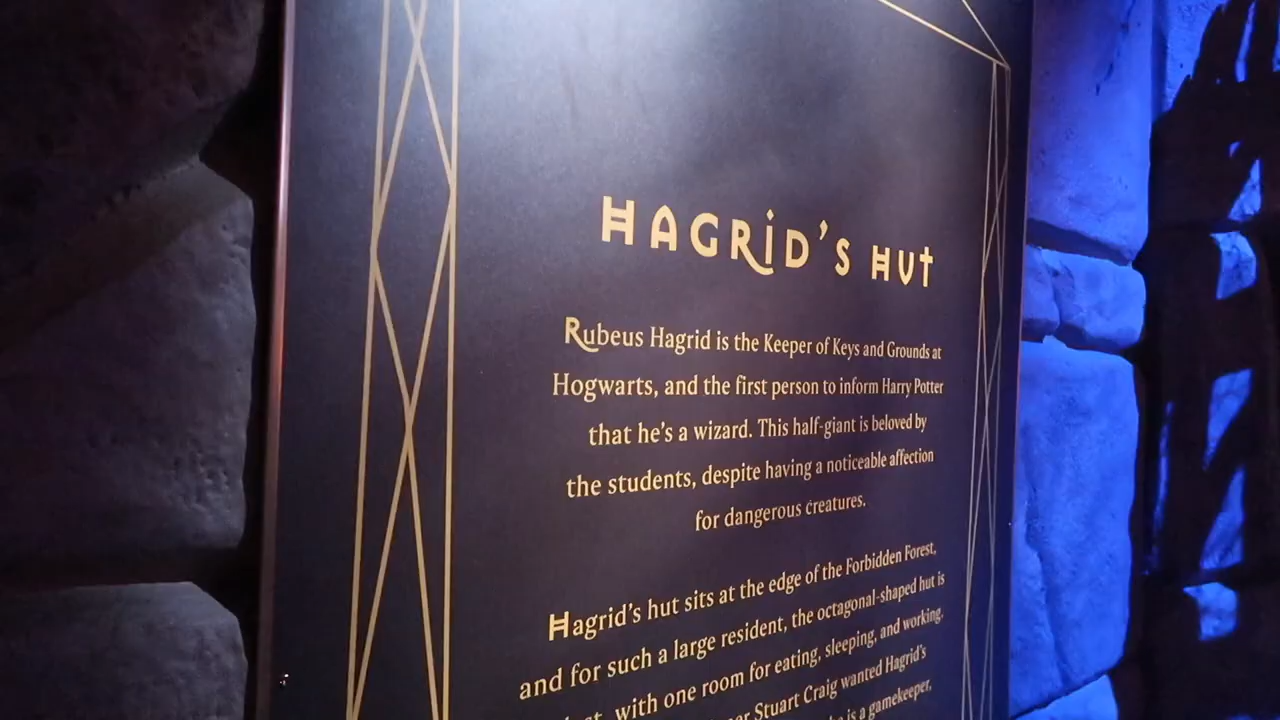 HAGRID'S HUT
Rubeus Hagrid is the Keeper of Keys and Grounds at
Hogwarts, and the first person to inform Harry Potter
that he's a wizard. This half-giant is beloved by
the students, despite having a noticeable affection
for dangerous creatures.
Hagrid's hut sits at the edge of the Forbidden Forest,
and for such a large resident, the octagonal-shaped hut is
with one room for eating, sleeping, and working.
Stuart Craig wanted Hagrid's
is a gamekeeper,